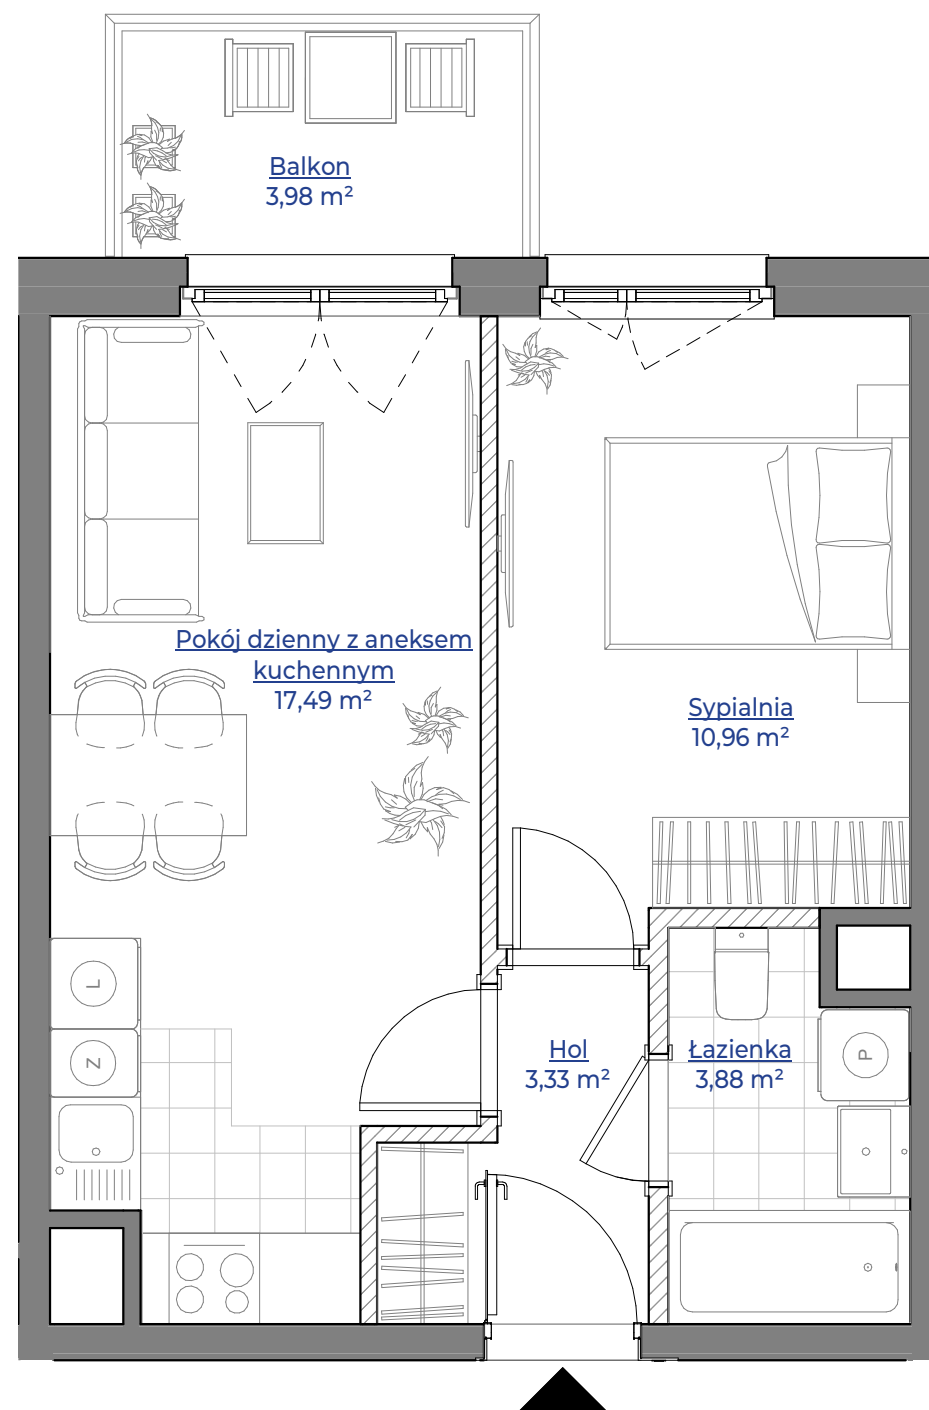 Balkon
3,98 m²
Pokój dzienny z aneksem
kuchennym
17,49 m²
Sypialnia
10,96 m²
L
Z
Hol
3,33 m²
Łazienka
3,88 m²
P